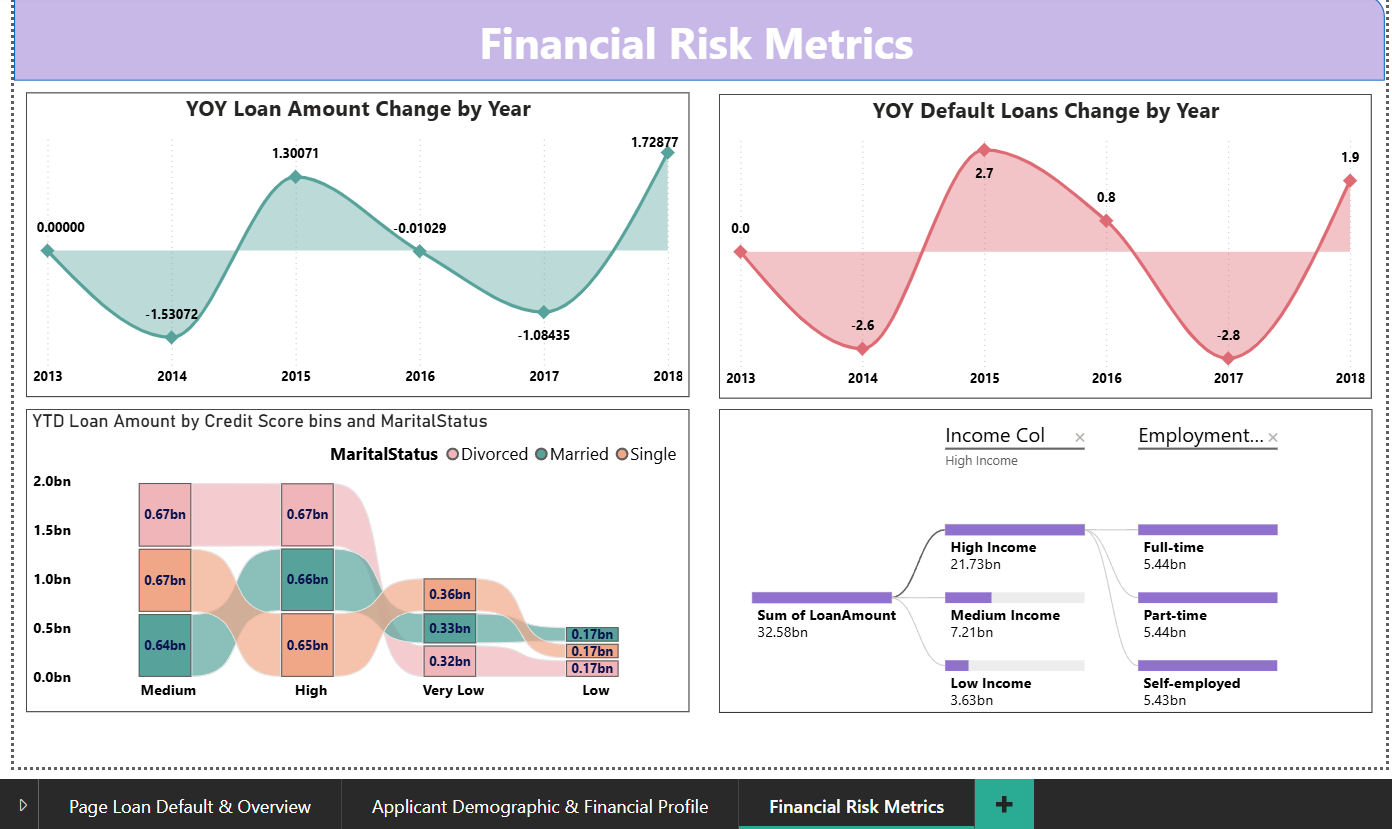 Financial Risk Metrics
YOY Loan Amount Change by Year
1.72877
1.30071
0.00000
-0.01029
-1.53072
-1.08435
2013 2014 2015 2016 2017 2018
YOY Default Loans Change by Year
1.9
2.7
0.8
0.0
-2.6
-2.8
2013 2014 2015 2016 2017 2018
YTD Loan Amount by Credit Score bins and MaritalStatus
MaritalStatus Divorced Married Single
2.0bn
1.5bn
1.0bn
0.5bn
0.0bn
0.67bn 0.67bn
0.67bn 0.66bn 0.36bn
0.64bn 0.65bn 0.33bn 0.17bn
0.32bn 0.17bn
0.17bn
Medium High Very Low Low
Income Col × Employment... ×
High Income
High Income Full-time
21.73bn 5.44bn
Sum of LoanAmount Medium Income Part-time
32.58bn 7.21bn 5.44bn
Low Income Self-employed
3.63bn 5.43bn
Page Loan Default & Overview Applicant Demographic & Financial Profile Financial Risk Metrics +